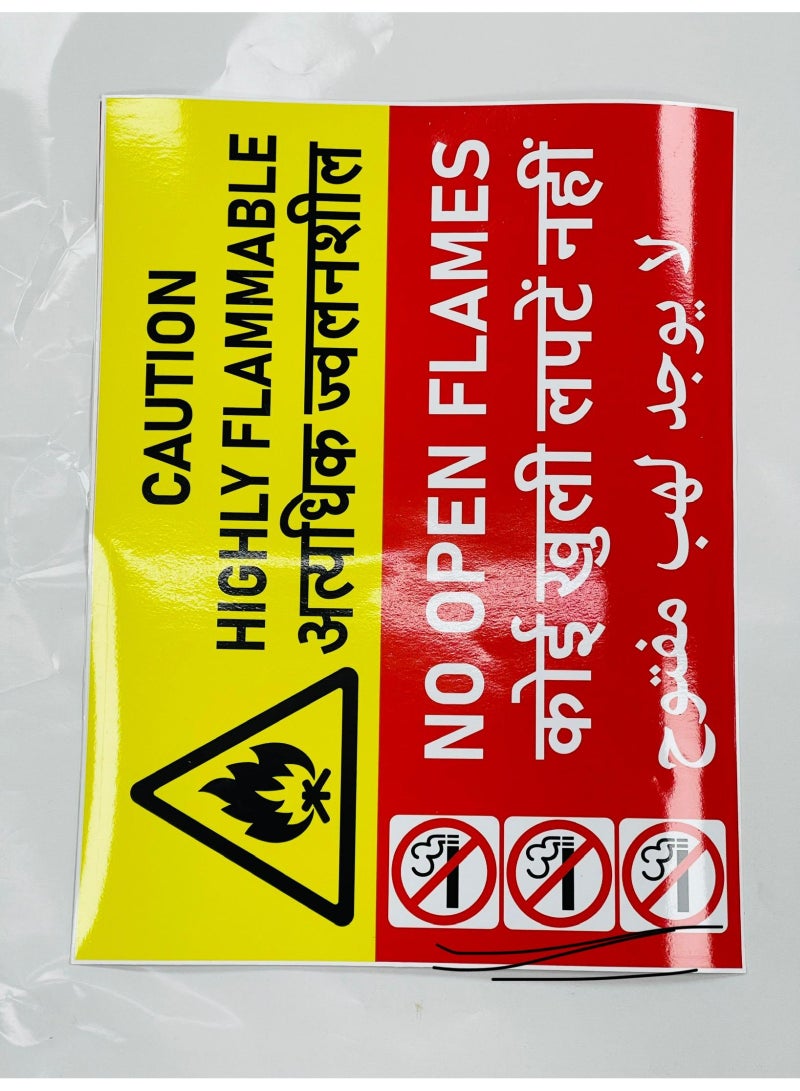 CAUTION
HIGHLY FLAMMABLE
अत्यधिक ज्वलनशील
NO OPEN FLAMES
कोई खुली लपटें नहीं
لا يوجد لهب مفتوح